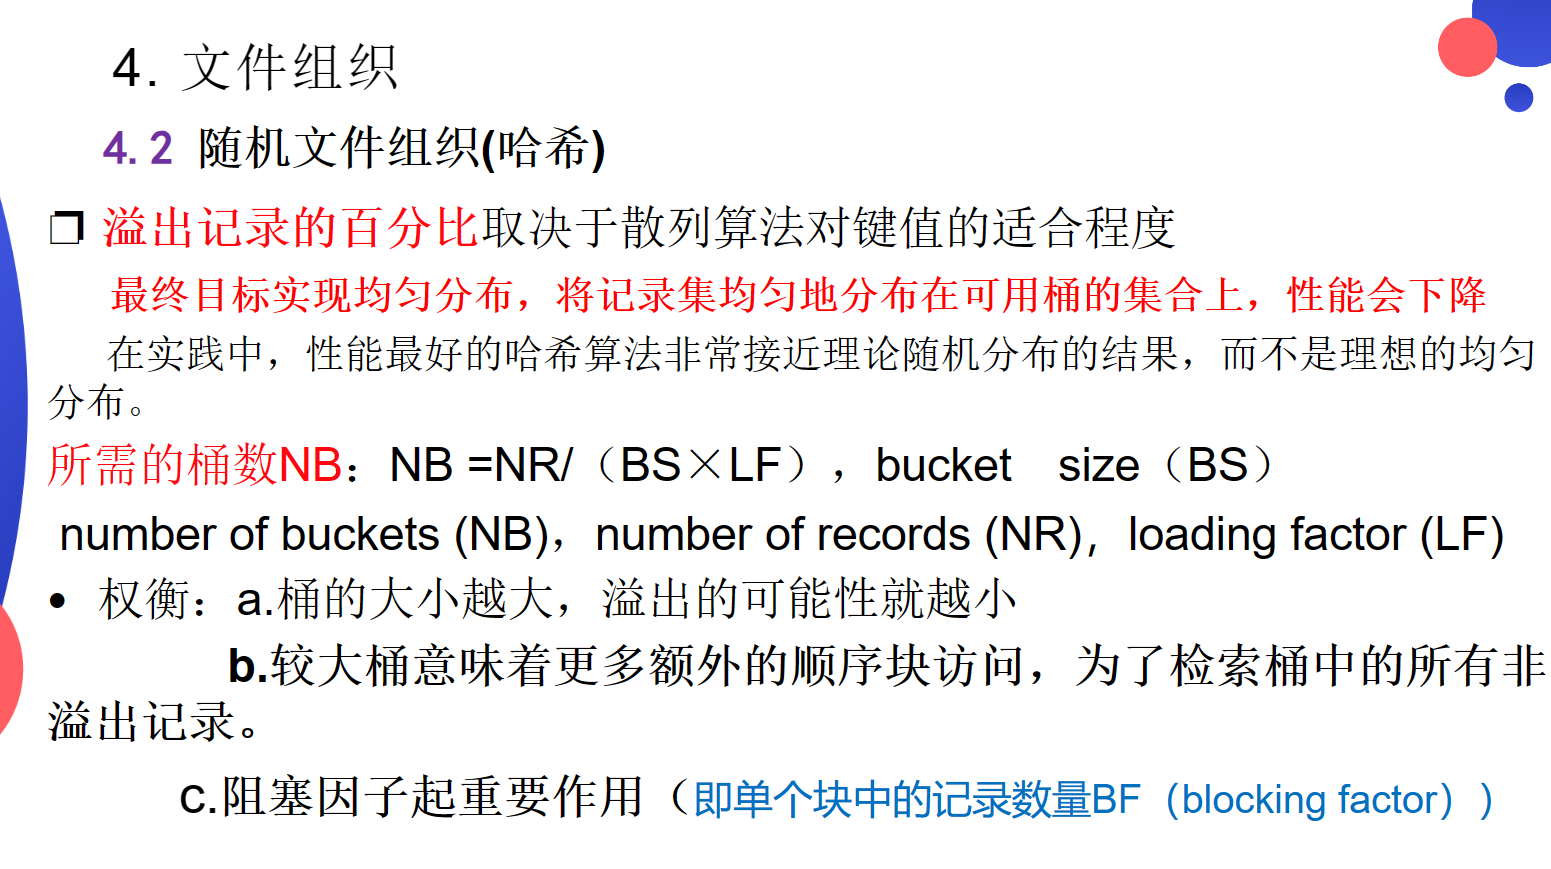 4. 文件组织
4.2 随机文件组织(哈希)
❒ 溢出记录的百分比取决于散列算法对键值的适合程度
最终目标实现均匀分布，将记录集均匀地分布在可用桶的集合上，性能会下降
在实践中，性能最好的哈希算法非常接近理论随机分布的结果，而不是理想的均匀
分布。
所需的桶数NB：NB =NR/（BS×LF），bucket size（BS）
number of buckets (NB)，number of records (NR)，loading factor (LF)
• 权衡：a.桶的大小越大，溢出的可能性就越小
b.较大桶意味着更多额外的顺序块访问，为了检索桶中的所有非
溢出记录。
c.阻塞因子起重要作用（即单个块中的记录数量BF（blocking factor））